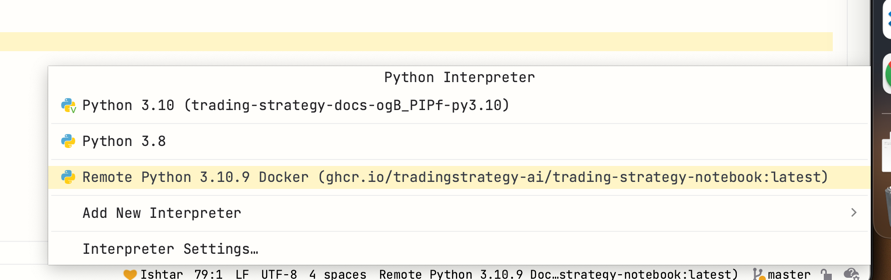 Python Interpreter
Python 3.10 (trading-strategy-docs-ogB_PIPf-py3.10)
Python 3.8
Remote Python 3.10.9 Docker (ghcr.io/tradingstrategy-ai/trading-strategy-notebook:latest)
Add New Interpreter
Interpreter Settings…
Ishtar 79:1 LF UTF-8 4 spaces Remote Python 3.10.9 Doc…strategy-notebook:latest) master